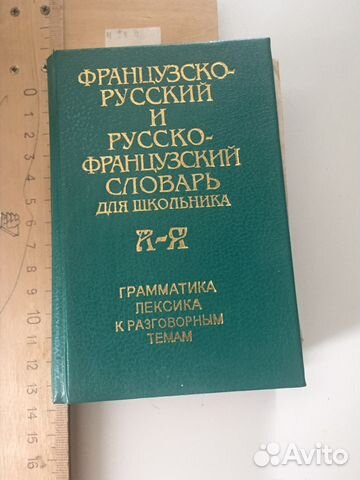 ФРАНЦУЗСКО-
РУССКИЙ И
РУССКО-
ФРАНЦУЗСКИЙ
СЛОВАРЬ
ДЛЯ ШКОЛЬНИКА
А-Я
ГРАММАТИКА
ЛЕКСИКА
К РАЗГОВОРНЫМ
ТЕМАМ
0 1 2 3 4 5 6 7 8 9 10 11 12 13 14 15 16
Avito